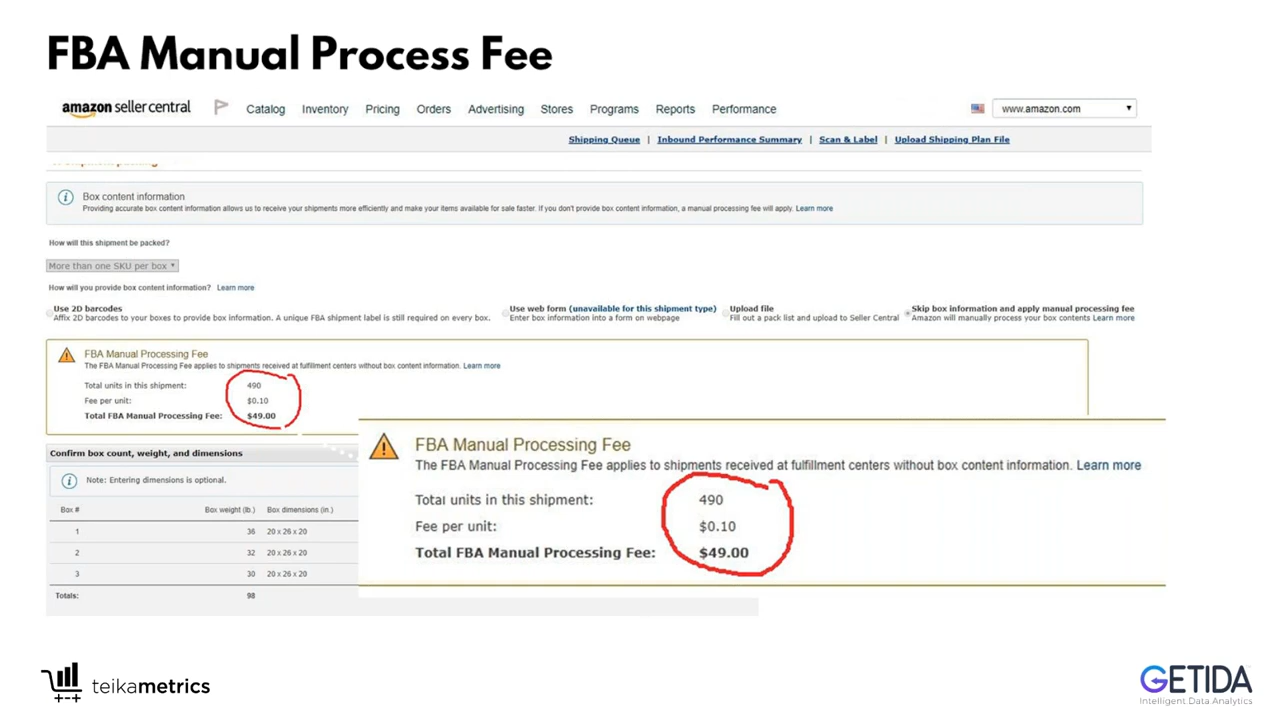 FBA Manual Process Fee
amazon seller central Catalog Inventory Pricing Orders Advertising Stores Programs Reports Performance www.amazon.com
Shipping Queue | Inbound Performance Summary | Scan & Label | Upload Shipping Plan File
Box content information
Providing accurate box content information allows us to receive your shipments more efficiently and make your items available for sale faster. If you don't provide box content information, a manual processing fee will apply. Learn more
How will this shipment be packed?
More than one SKU per box
How will you provide box content information? Learn more
Use 2D barcodes
Affix 2D barcodes to your boxes to provide box information. A unique FBA shipment label is still required on every box.
Use web form (unavailable for this shipment type)
Enter box information into a form on webpage
Upload file
Fill out a pack list and upload to Seller Central
Skip box information and apply manual processing fee
Amazon will manually process your box contents Learn more
FBA Manual Processing Fee
The FBA Manual Processing Fee applies to shipments received at fulfillment centers without box content information. Learn more
Total units in this shipment: 490
Fee per unit: $0.10
Total FBA Manual Processing Fee: $49.00
Confirm box count, weight, and dimensions
Note: Entering dimensions is optional.
Box # Box weight (lb.) Box dimensions (in.)
1 36 20 x 26 x 20
2 32 20 x 26 x 20
3 30 20 x 26 x 20
Totals: 98
FBA Manual Processing Fee
The FBA Manual Processing Fee applies to shipments received at fulfillment centers without box content information. Learn more
Total units in this shipment: 490
Fee per unit: $0.10
Total FBA Manual Processing Fee: $49.00
teikametrics
GETIDA
Intelligent Data Analytics